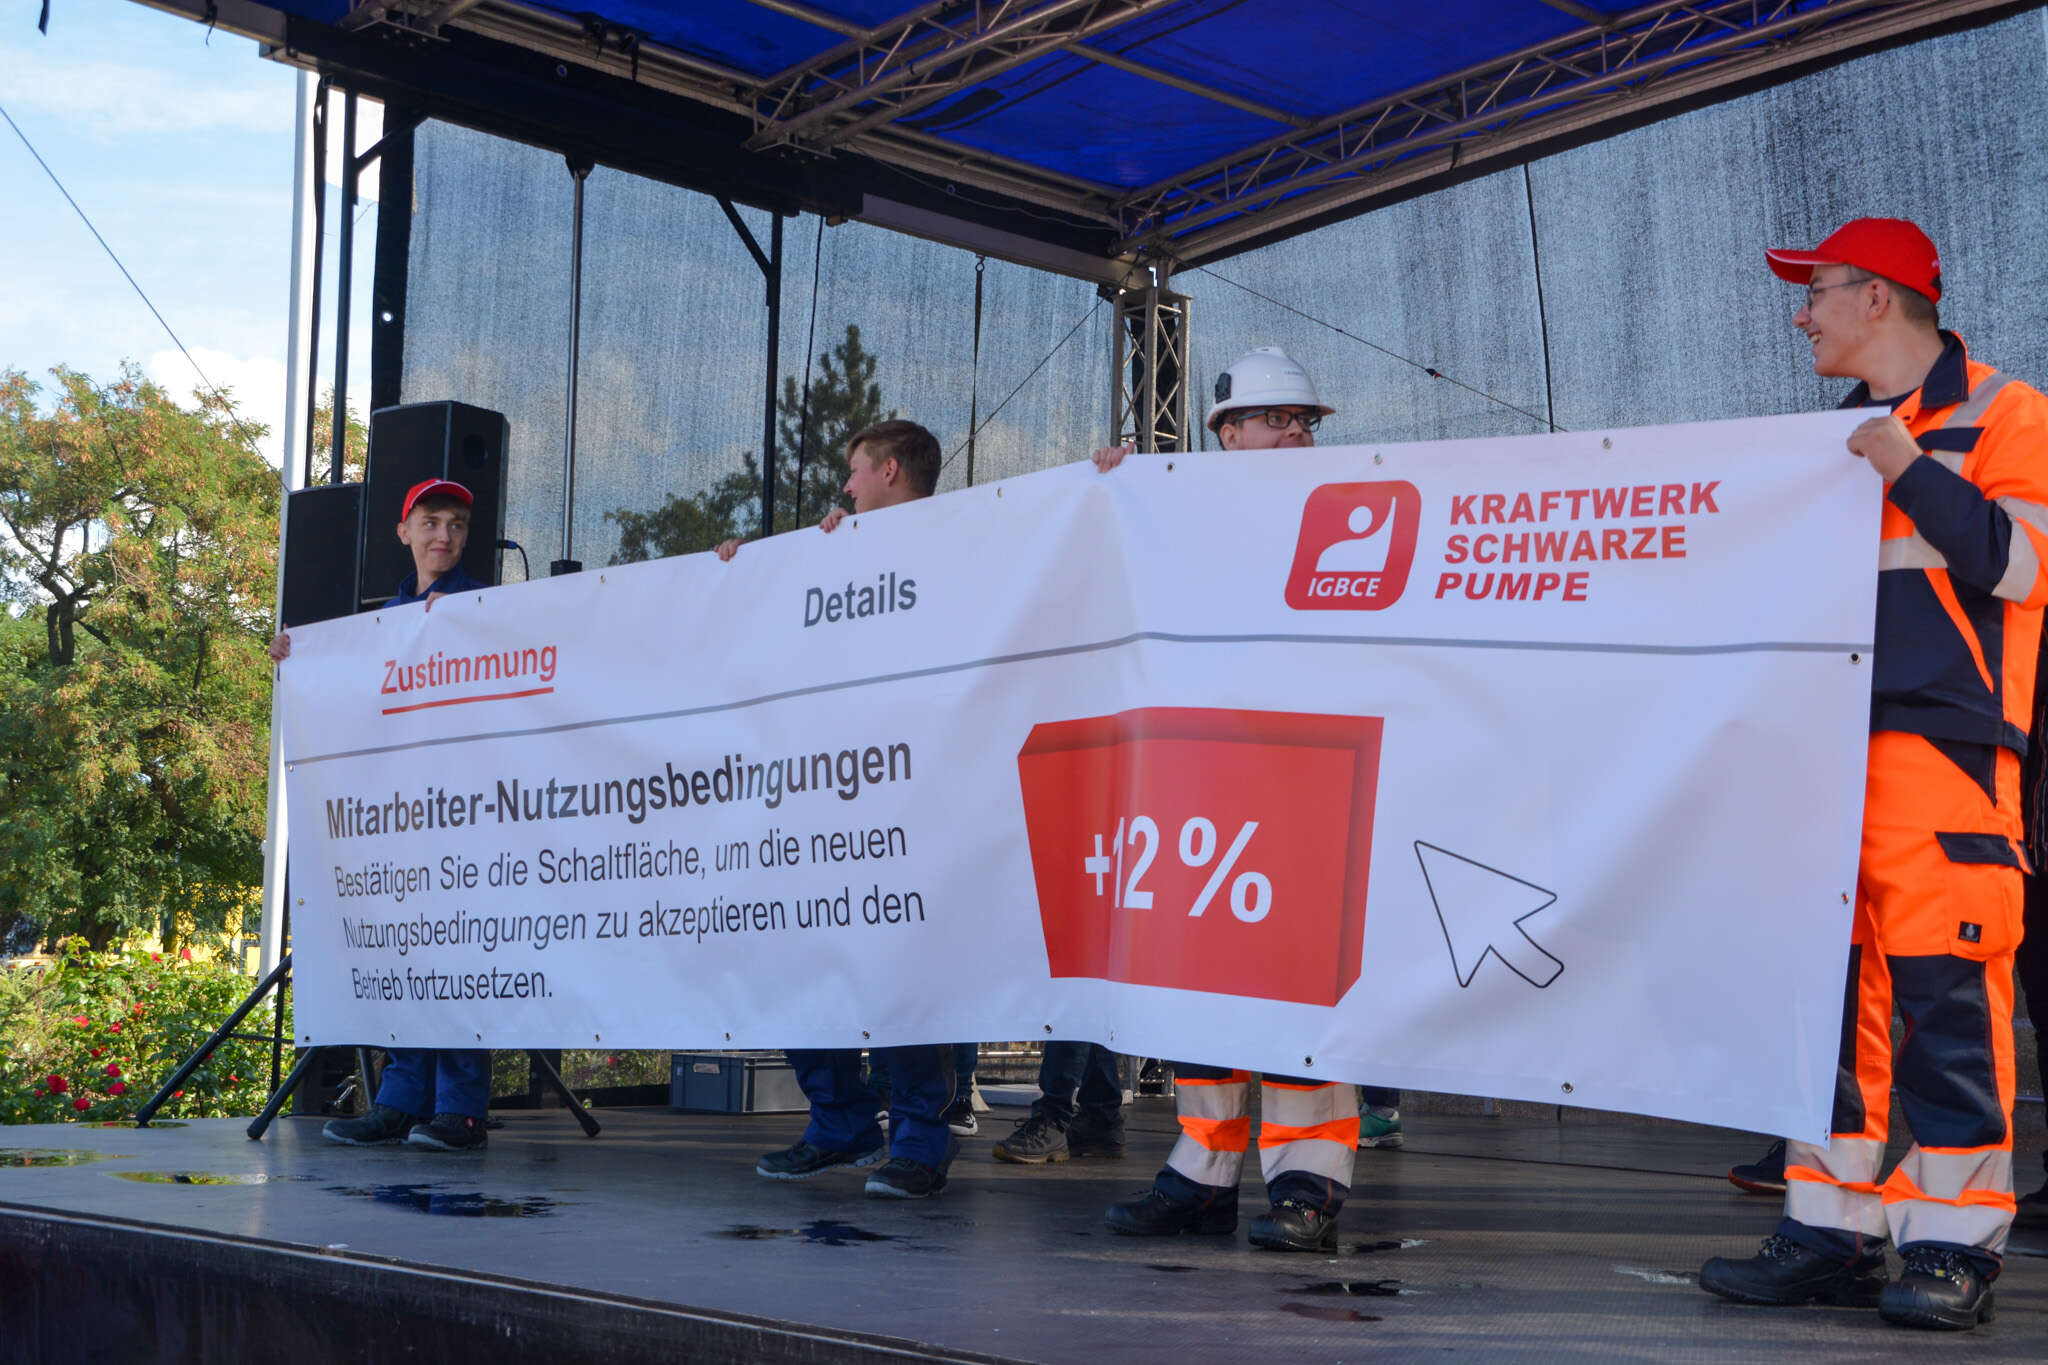 Zustimmung
Details
IGBCE
KRAFTWERK
SCHWARZE
PUMPE
Mitarbeiter-Nutzungsbedingungen
Bestätigen Sie die Schaltfläche, um die neuen
Nutzungsbedingungen zu akzeptieren und den
Betrieb fortzusetzen.
+12 %